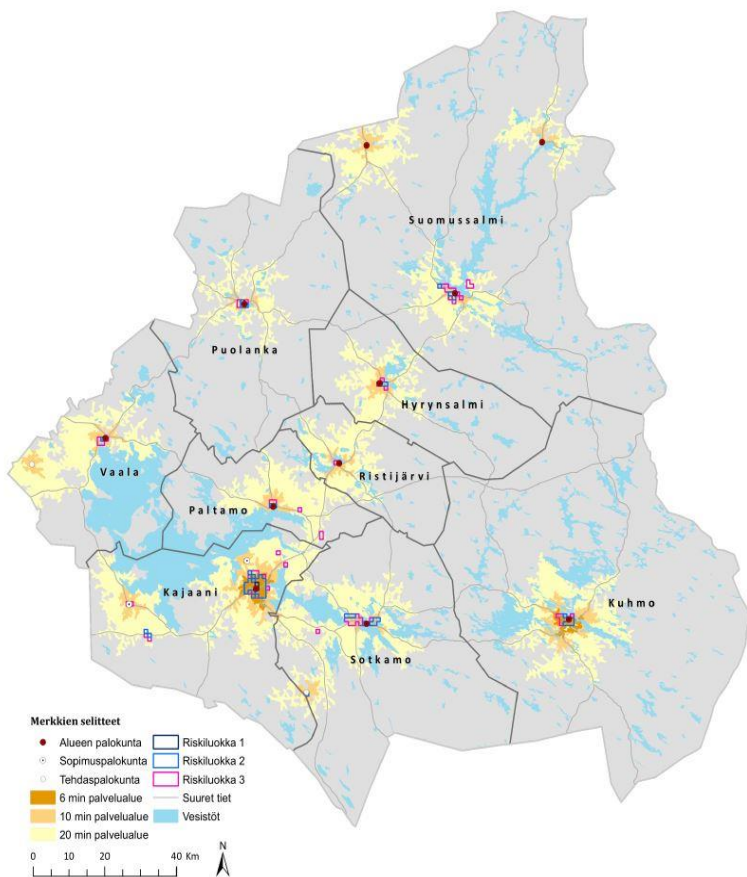 Suomussalmi
Puolanka
Hyrynsalmi
Vaala
Ristijärvi
Paltamo
Kajaani
Kuhmo
Sotkamo
Merkkien selitteet
Alueen palokunta
Sopimuspalokunta
Tehdaspalokunta
6 min palvelualue
10 min palvelualue
20 min palvelualue
Riskiluokka 1
Riskiluokka 2
Riskiluokka 3
Suuret tiet
Vesistöt
0 10 20 40 Km
N